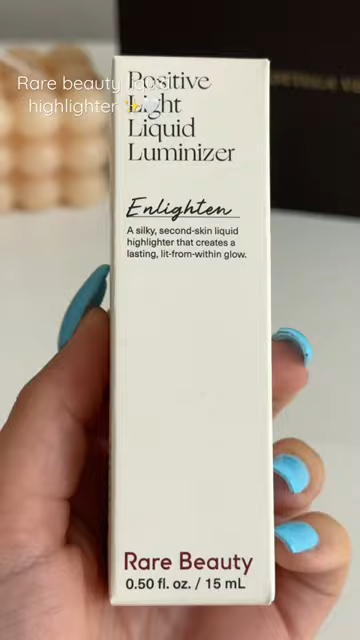 Rare beauty
highlighter ✨
Positive
Light
Liquid
Luminizer
Enlighten
A silky, second-skin liquid
highlighter that creates a
lasting, lit-from-within glow.
Rare Beauty
0.50 fl. oz. / 15 mL